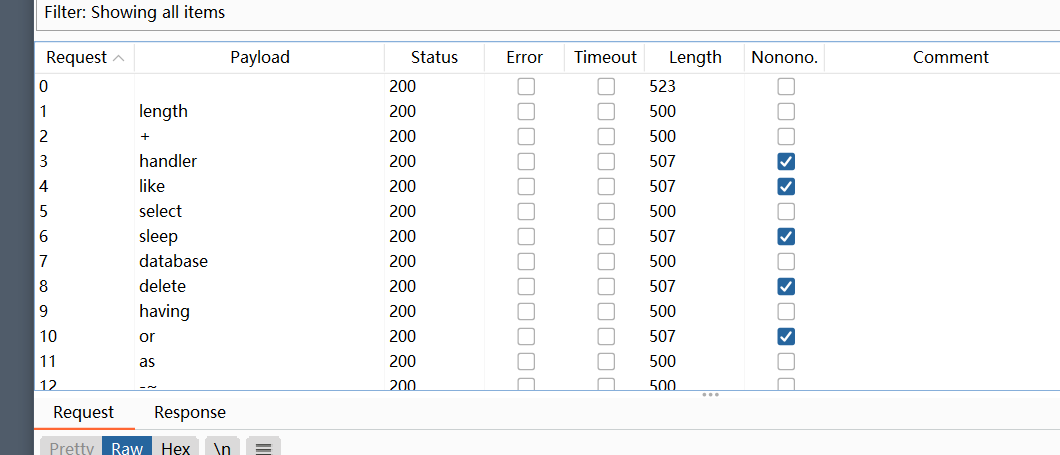 Filter: Showing all items
Request Payload Status Error Timeout Length Nonono. Comment
0 200 523
1 length 200 500
2 + 200 500
3 handler 200 507
4 like 200 507
5 select 200 500
6 sleep 200 507
7 database 200 500
8 delete 200 507
9 having 200 500
10 or 200 507
11 as 200 500
12 -~ 200 500
Request Response
Pretty Raw Hex \n